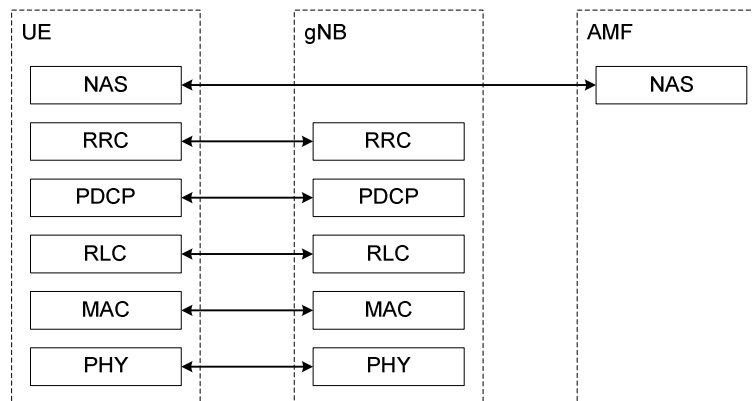 UE gNB AMF
NAS NAS
RRC RRC
PDCP PDCP
RLC RLC
MAC MAC
PHY PHY